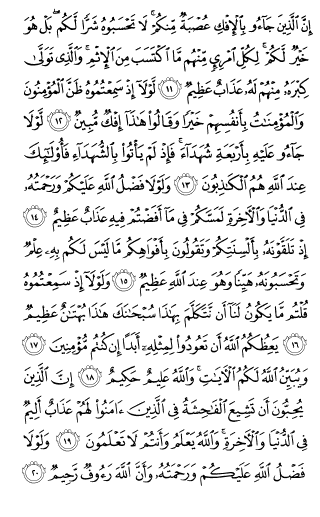 إِنَّ الَّذِينَ جَاءُو بِالْإِفْكِ عُصْبَةٌ مِّنكُمْ ۚ لَا تَحْسَبُوهُ شَرًّا لَّكُم ۖ بَلْ هُوَ
خَيْرٌ لَّكُمْ ۚ لِكُلِّ امْرِئٍ مِّنْهُم مَّا اكْتَسَبَ مِنَ الْإِثْمِ ۚ وَالَّذِي تَوَلَّىٰ
كِبْرَهُ مِنْهُمْ لَهُ عَذَابٌ عَظِيمٌ ١١ لَّوْلَا إِذْ سَمِعْتُمُوهُ ظَنَّ الْمُؤْمِنُونَ
وَالْمُؤْمِنَاتُ بِأَنفُسِهِمْ خَيْرًا وَقَالُوا هَٰذَا إِفْكٌ مُّبِينٌ ١٢ لَّوْلَا
جَاءُو عَلَيْهِ بِأَرْبَعَةِ شُهَدَاءَ ۚ فَإِذْ لَمْ يَأْتُوا بِالشُّهَدَاءِ فَأُولَٰئِكَ
عِندَ اللَّهِ هُمُ الْكَاذِبُونَ ١٣ وَلَوْلَا فَضْلُ اللَّهِ عَلَيْكُمْ وَرَحْمَتُهُ
فِي الدُّنْيَا وَالْآخِرَةِ لَمَسَّكُمْ فِي مَا أَفَضْتُمْ فِيهِ عَذَابٌ عَظِيمٌ ١٤
إِذْ تَلَقَّوْنَهُ بِأَلْسِنَتِكُمْ وَتَقُولُونَ بِأَفْوَاهِكُم مَّا لَيْسَ لَكُم بِهِ عِلْمٌ
وَتَحْسَبُونَهُ هَيِّنًا وَهُوَ عِندَ اللَّهِ عَظِيمٌ ١٥ وَلَوْلَا إِذْ سَمِعْتُمُوهُ
قُلْتُم مَّا يَكُونُ لَنَا أَن نَّتَكَلَّمَ بِهَٰذَا سُبْحَانَكَ هَٰذَا بُهْتَانٌ عَظِيمٌ
١٦ يَعِظُكُمُ اللَّهُ أَن تَعُودُوا لِمِثْلِهِ أَبَدًا إِن كُنتُم مُّؤْمِنِينَ ١٧
وَيُبَيِّنُ اللَّهُ لَكُمُ الْآيَاتِ ۚ وَاللَّهُ عَلِيمٌ حَكِيمٌ ١٨ إِنَّ الَّذِينَ
يُحِبُّونَ أَن تَشِيعَ الْفَاحِشَةُ فِي الَّذِينَ آمَنُوا لَهُمْ عَذَابٌ أَلِيمٌ
فِي الدُّنْيَا وَالْآخِرَةِ ۚ وَاللَّهُ يَعْلَمُ وَأَنتُمْ لَا تَعْلَمُونَ ١٩ وَلَوْلَا
فَضْلُ اللَّهِ عَلَيْكُمْ وَرَحْمَتُهُ وَأَنَّ اللَّهَ رَءُوفٌ رَّحِيمٌ ٢٠